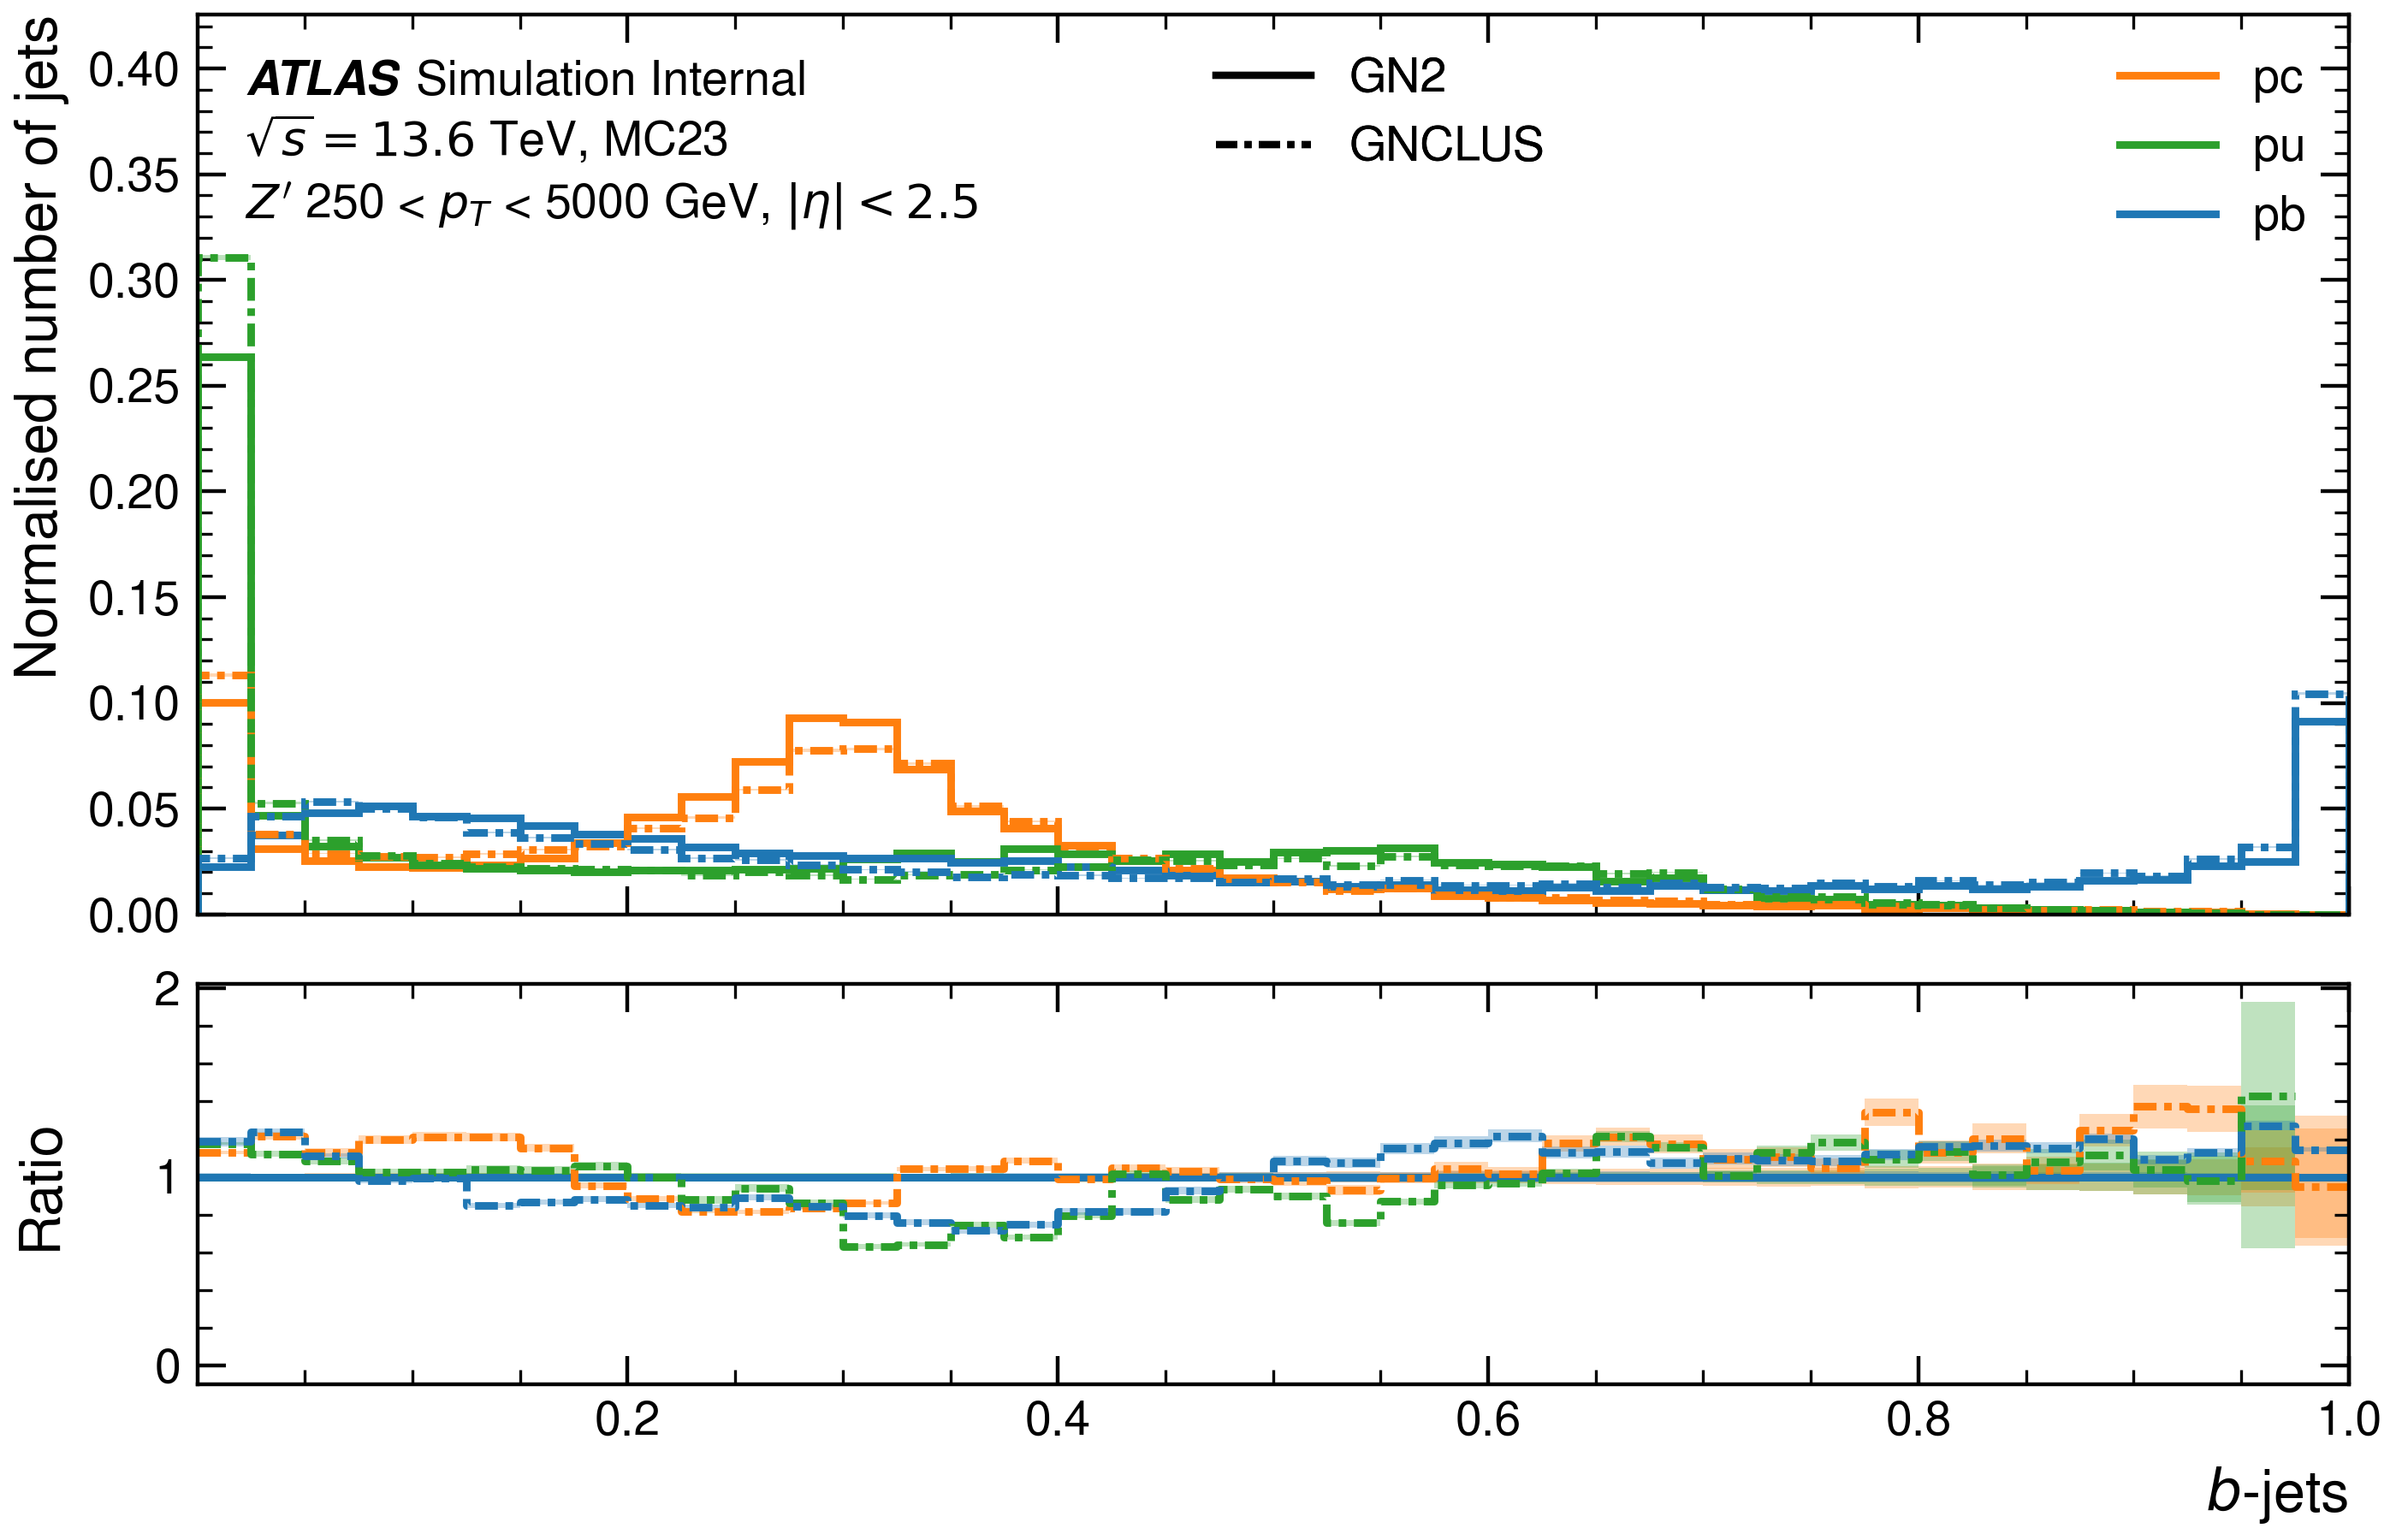 Normalised number of jets
0.40
0.35
0.30
0.25
0.20
0.15
0.10
0.05
0.00
ATLAS Simulation Internal
√s = 13.6 TeV, MC23
Z′ 250 < pT < 5000 GeV, |η| < 2.5
GN2
GNCLUS
pc
pu
pb
Ratio
2
1
0
0.2 0.4 0.6 0.8 1.0
b-jets